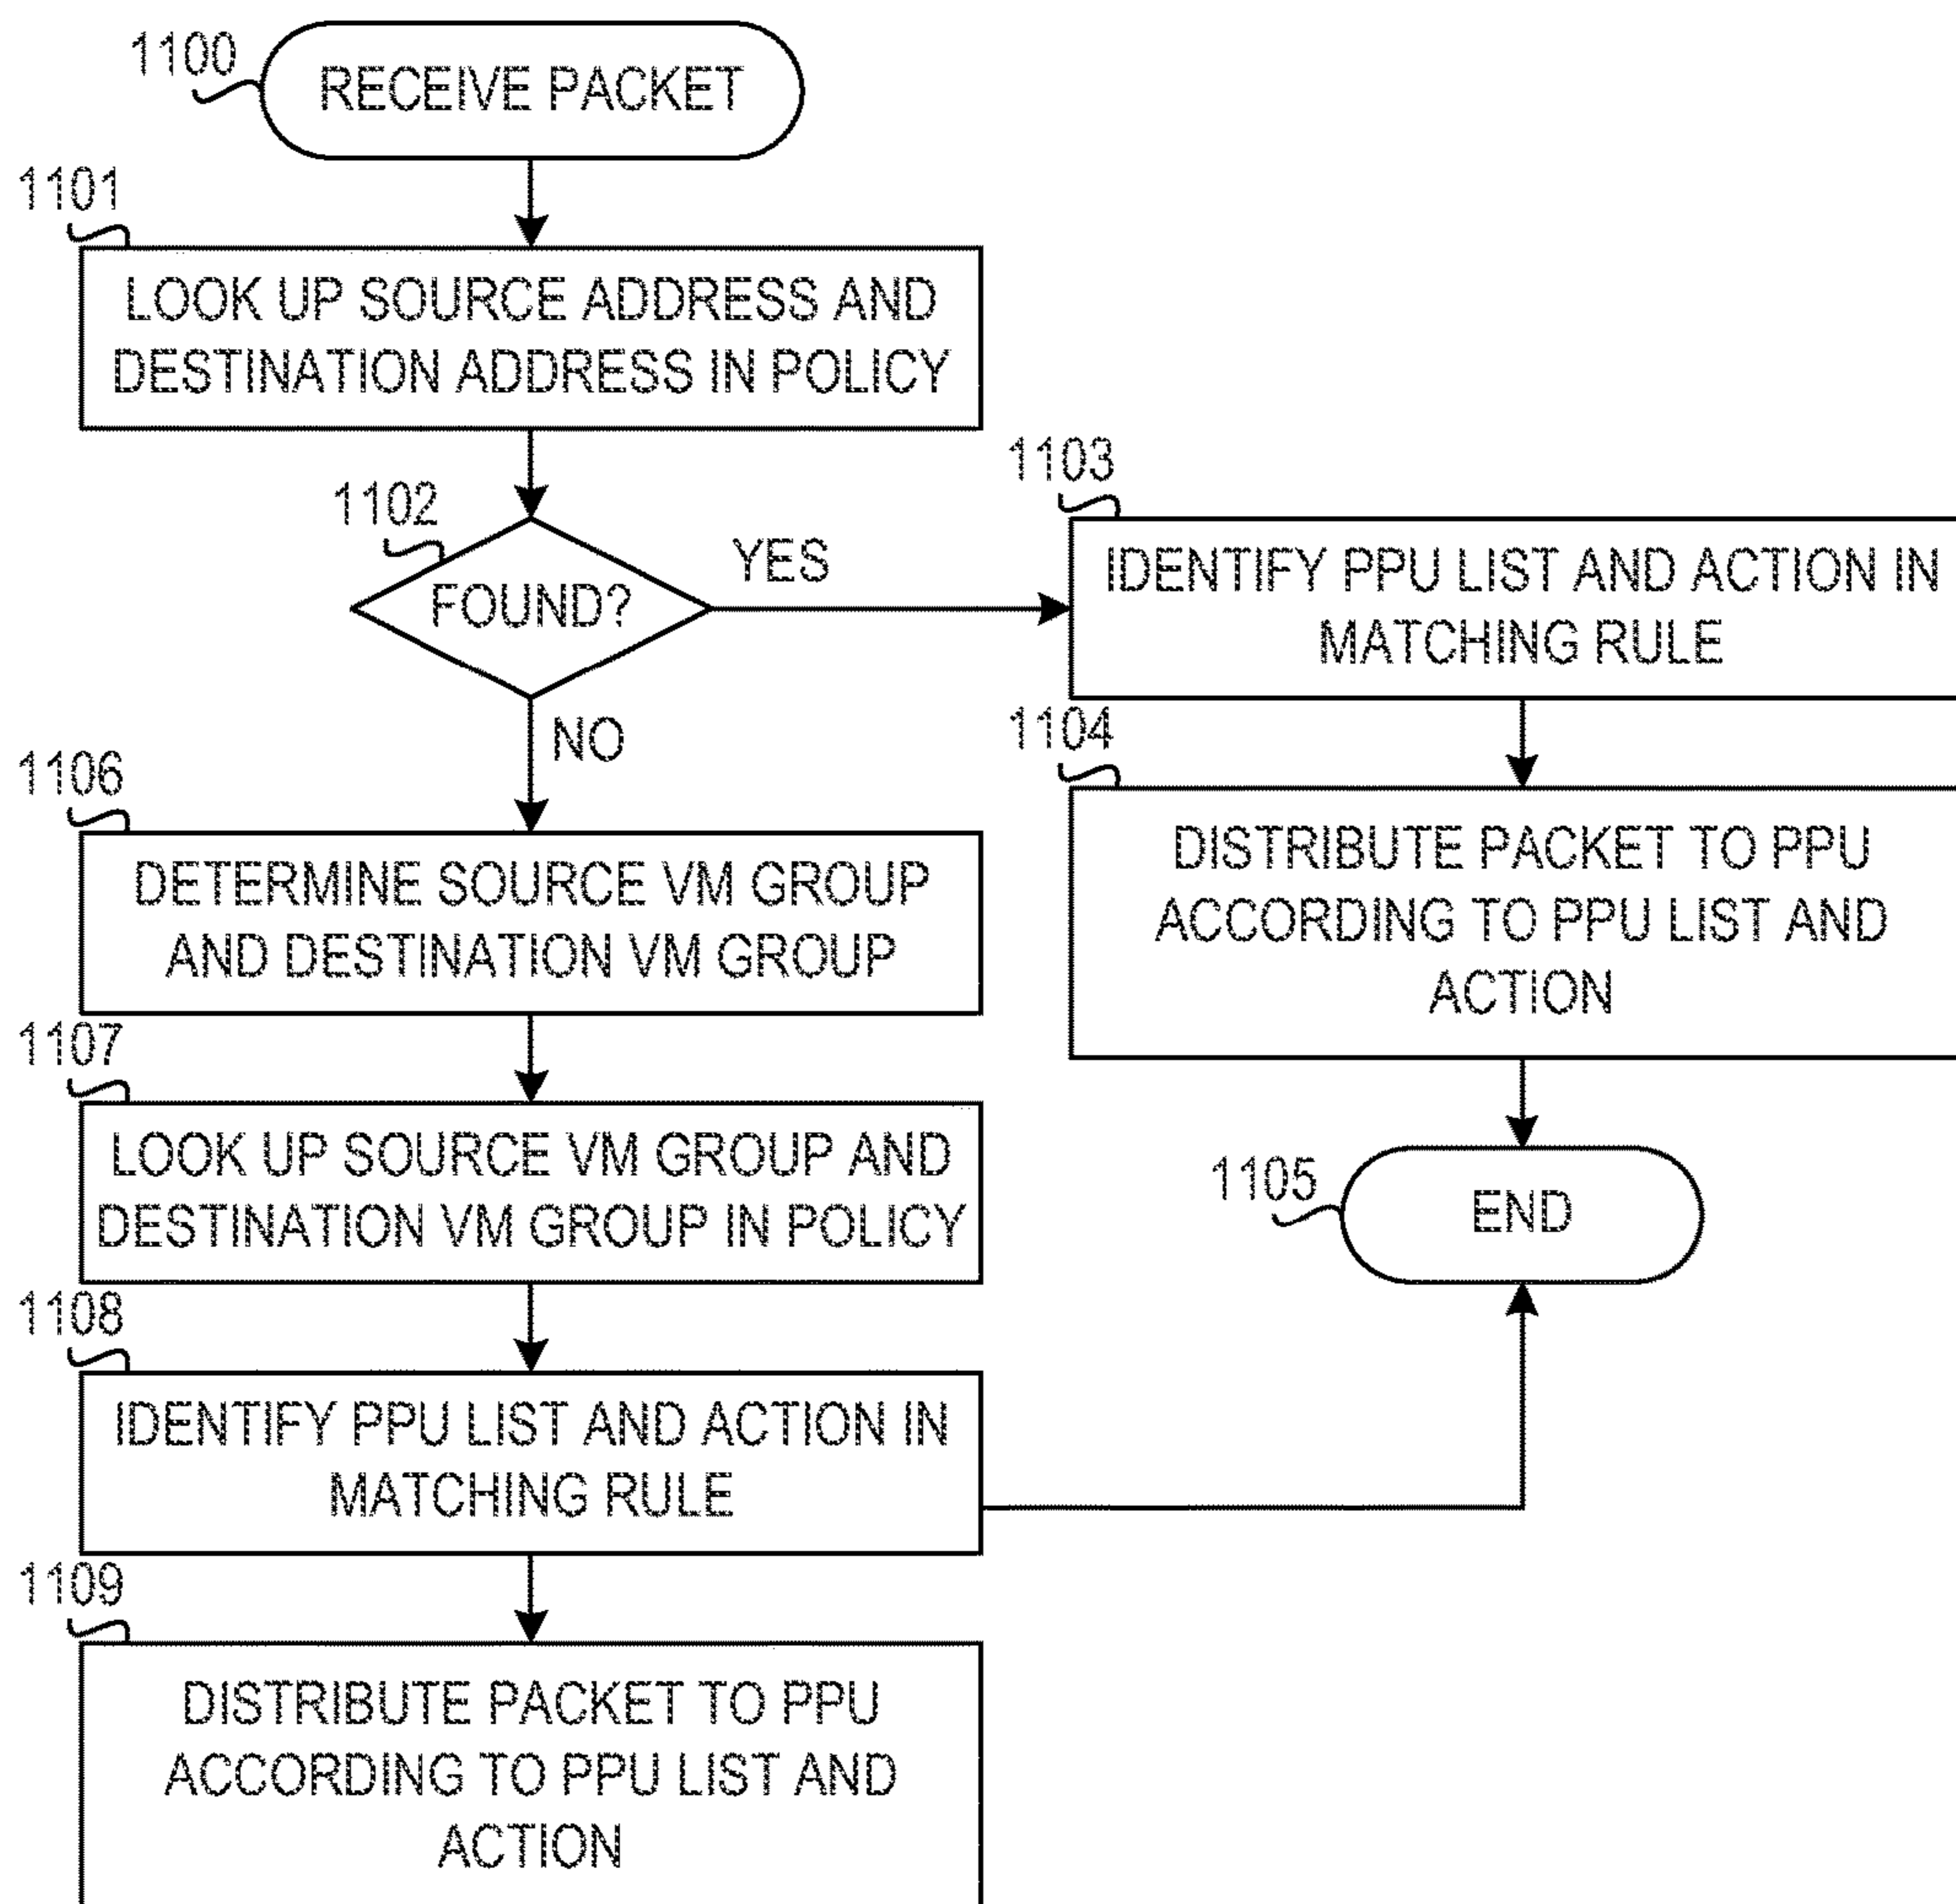 1100
RECEIVE PACKET
1101
LOOK UP SOURCE ADDRESS AND
DESTINATION ADDRESS IN POLICY
1102
FOUND?
YES
NO
1103
IDENTIFY PPU LIST AND ACTION IN
MATCHING RULE
1104
DISTRIBUTE PACKET TO PPU
ACCORDING TO PPU LIST AND
ACTION
1105
END
1106
DETERMINE SOURCE VM GROUP
AND DESTINATION VM GROUP
1107
LOOK UP SOURCE VM GROUP AND
DESTINATION VM GROUP IN POLICY
1108
IDENTIFY PPU LIST AND ACTION IN
MATCHING RULE
1109
DISTRIBUTE PACKET TO PPU
ACCORDING TO PPU LIST AND
ACTION